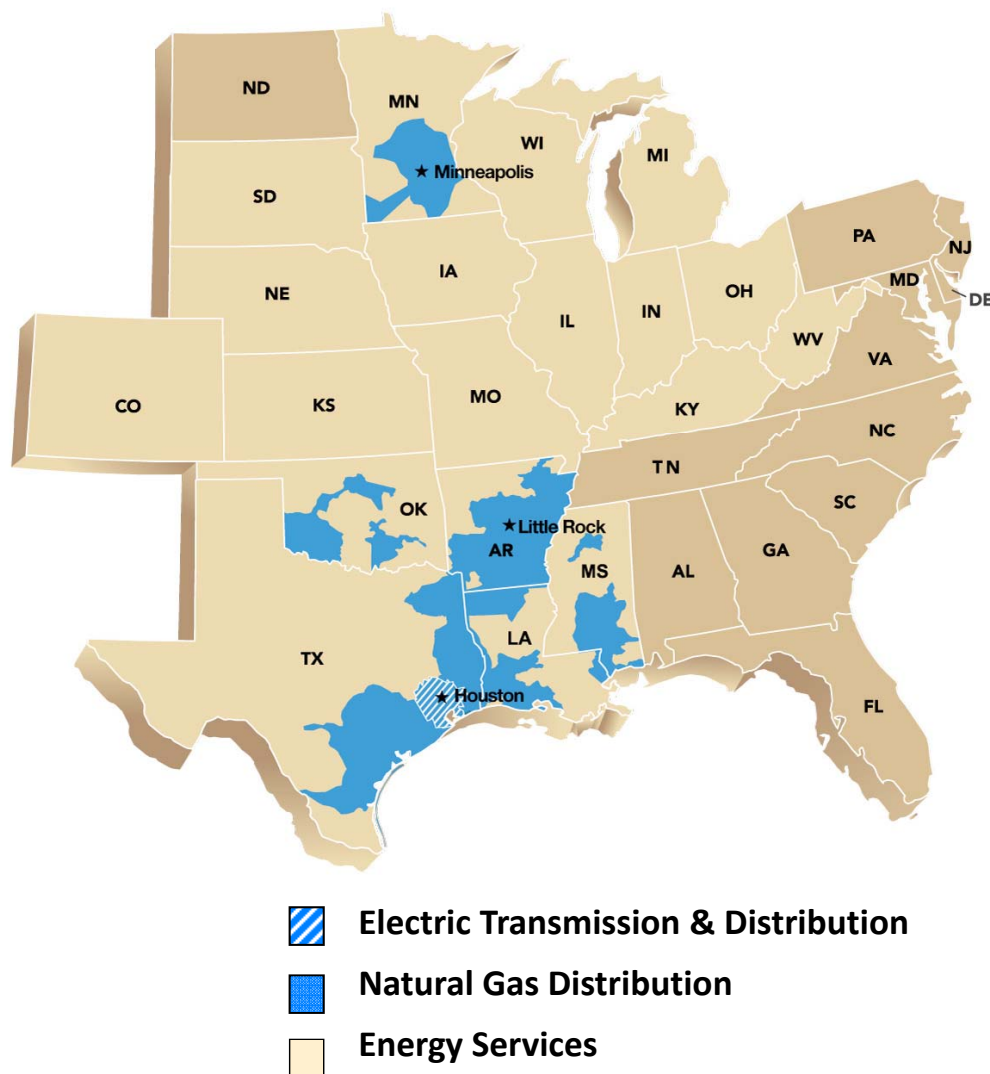 ND
MN
WI
MI
Minneapolis
SD
PA
NJ
IA
OH
MD
NE
DE
IL
IN
WV
VA
CO
KS
MO
KY
NC
TN
OK
SC
Little Rock
AR
GA
MS
AL
LA
TX
Houston
FL
Electric Transmission & Distribution
Natural Gas Distribution
Energy Services